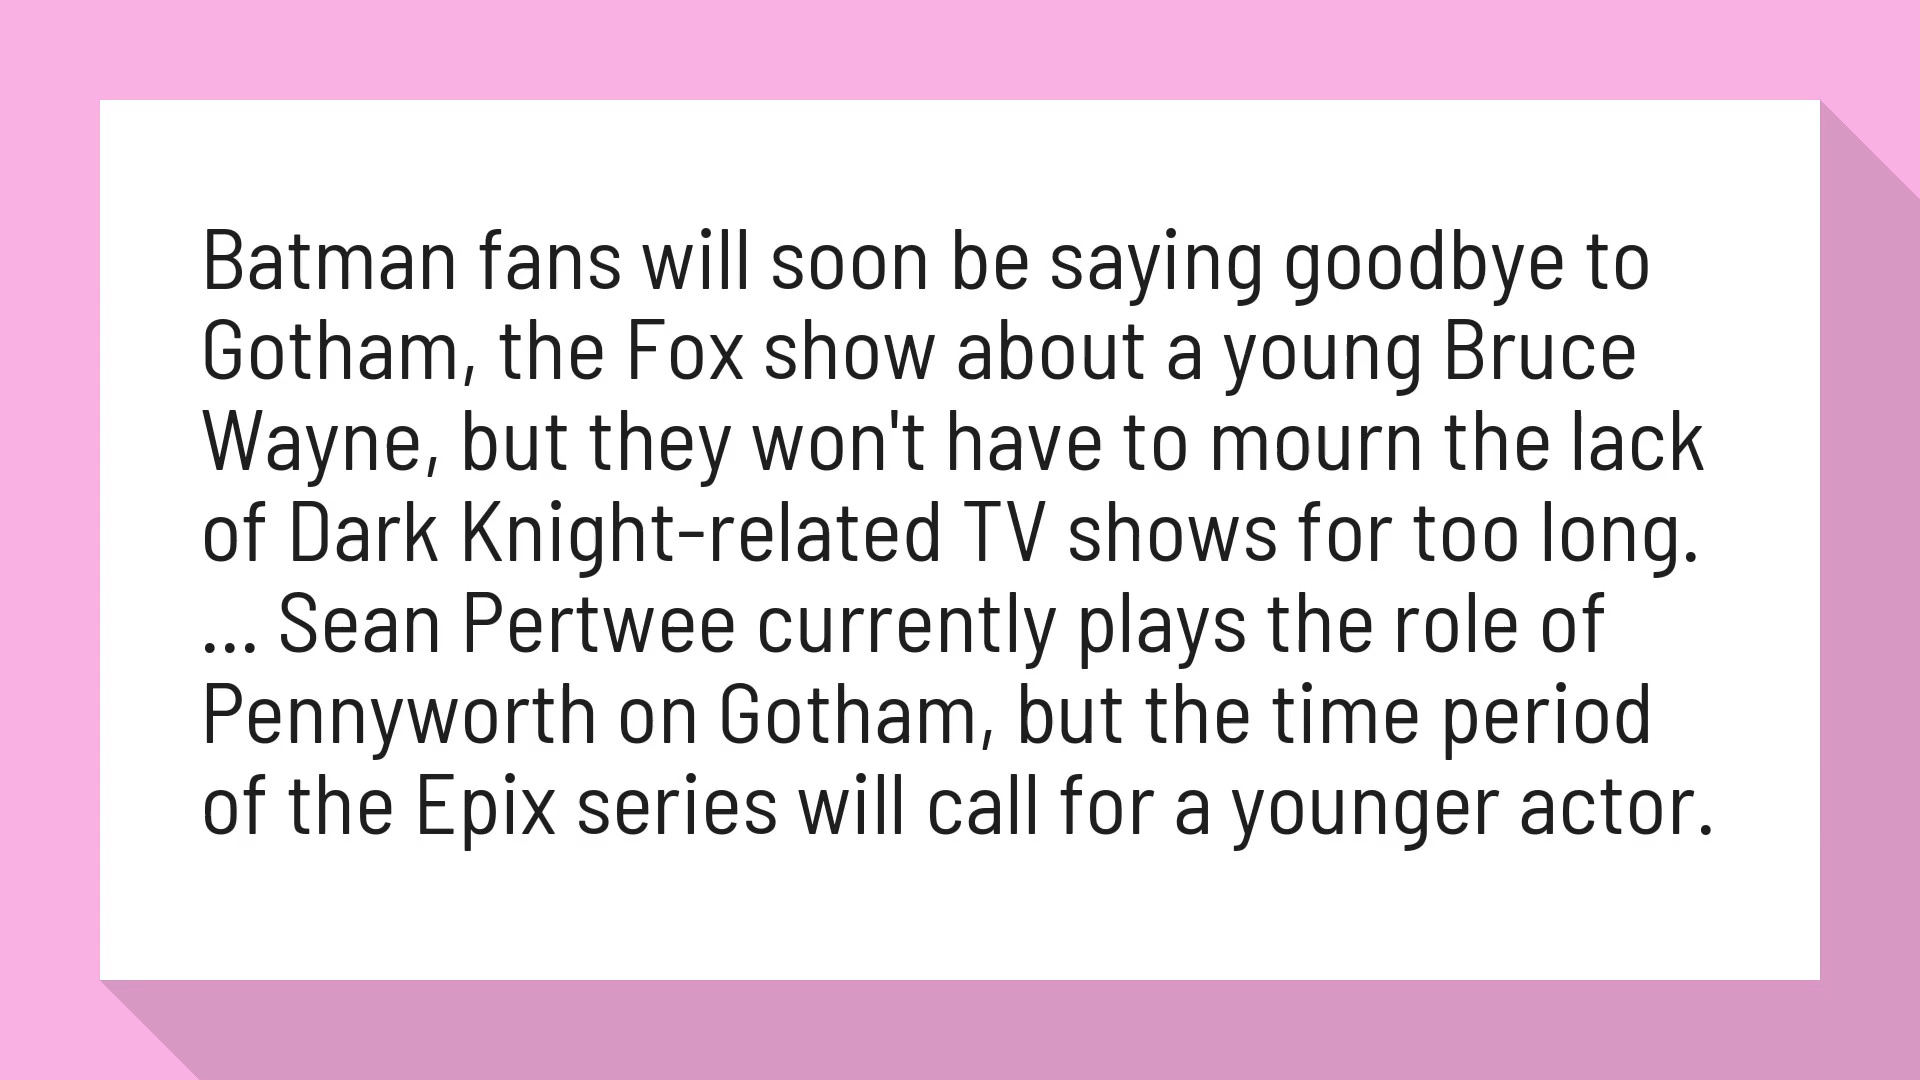 Batman fans will soon be saying goodbye to
Gotham, the Fox show about a young Bruce
Wayne, but they won't have to mourn the lack
of Dark Knight-related TV shows for too long.
... Sean Pertwee currently plays the role of
Pennyworth on Gotham, but the time period
of the Epix series will call for a younger actor.